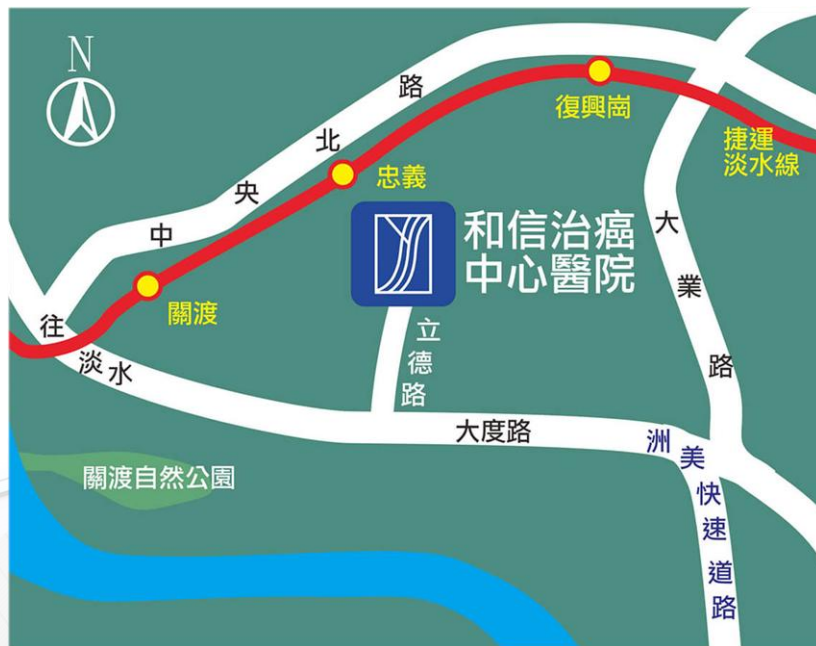 N
中央北路
復興崗
捷運
淡水線
忠義
和信治癌
中心醫院
關渡
往淡水
立德路
大業路
大度路
洲美快速道路
關渡自然公園